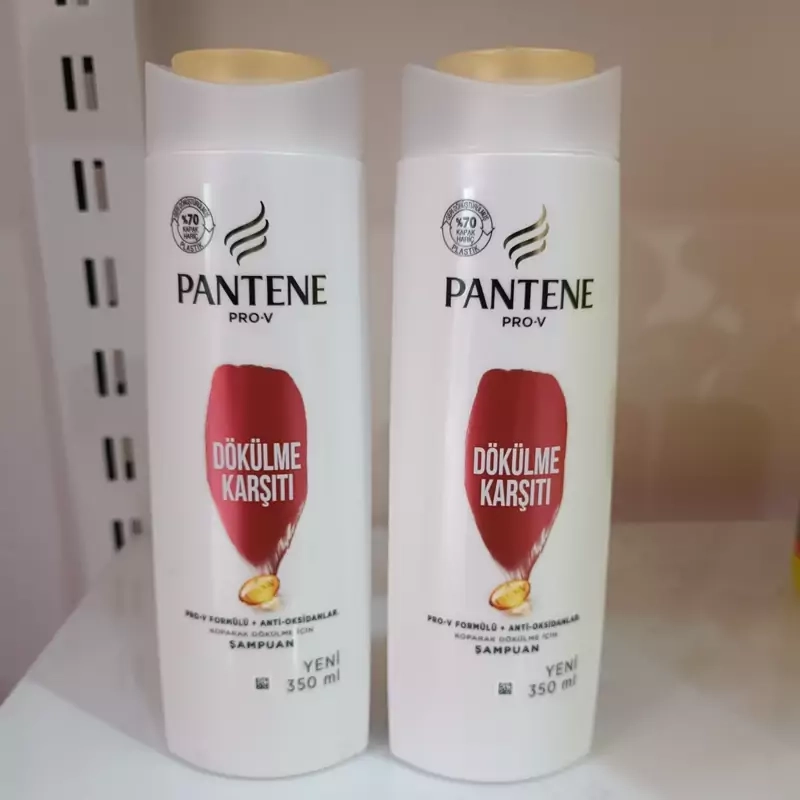 %70
KAPAK
HARİÇ
PLASTİK
PANTENE
PRO-V
DÖKÜLME
KARŞITI
PRO-V FORMÜLÜ + ANTİ-OKSİDANLAR
KOPARAK DÖKÜLME İÇİN
ŞAMPUAN
YENİ
350 ml
%70
KAPAK
HARİÇ
PLASTİK
PANTENE
PRO-V
DÖKÜLME
KARŞITI
PRO-V FORMÜLÜ + ANTİ-OKSİDANLAR
KOPARAK DÖKÜLME İÇİN
ŞAMPUAN
YENİ
350 ml